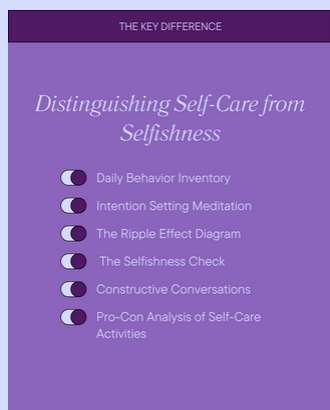 THE KEY DIFFERENCE
Distinguishing Self-Care from
Selfishness
Daily Behavior Inventory
Intention Setting Meditation
The Ripple Effect Diagram
The Selfishness Check
Constructive Conversations
Pro-Con Analysis of Self-Care
Activities